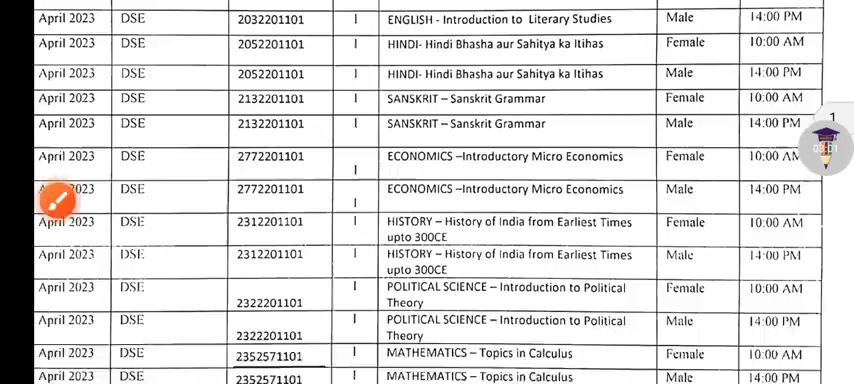 April 2023 DSE 2032201101 I ENGLISH - Introduction to Literary Studies Male 14:00 PM
April 2023 DSE 2052201101 I HINDI- Hindi Bhasha aur Sahitya ka Itihas Female 10:00 AM
April 2023 DSE 2052201101 I HINDI- Hindi Bhasha aur Sahitya ka Itihas Male 14:00 PM
April 2023 DSE 2132201101 I SANSKRIT – Sanskrit Grammar Female 10:00 AM
April 2023 DSE 2132201101 I SANSKRIT – Sanskrit Grammar Male 14:00 PM
1
April 2023 DSE 2772201101 I ECONOMICS –Introductory Micro Economics Female 10:00 AM
2023 DSE 2772201101 I ECONOMICS –Introductory Micro Economics Male 14:00 PM
April 2023 DSE 2312201101 I HISTORY – History of India from Earliest Times Female 10:00 AM
upto 300CE
April 2023 DSE 2312201101 I HISTORY – History of India from Earliest Times Male 14:00 PM
upto 300CE
April 2023 DSE 2322201101 I POLITICAL SCIENCE – Introduction to Political Female 10:00 AM
Theory
April 2023 DSE 2322201101 I POLITICAL SCIENCE – Introduction to Political Male 14:00 PM
Theory
April 2023 DSE 2352571101 I MATHEMATICS – Topics in Calculus Female 10:00 AM
April 2023 DSE 2352571101 I MATHEMATICS – Topics in Calculus Male 14:00 PM